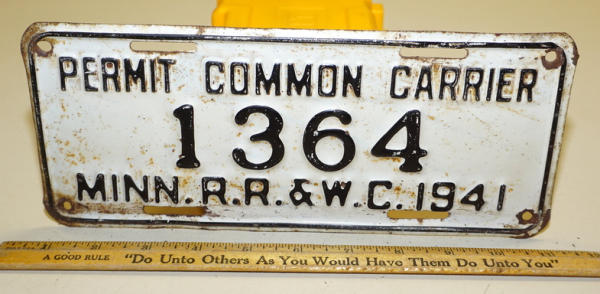 PERMIT COMMON CARRIER
1364
MINN. R.R. & W.C. 1941
A GOOD RULE "Do Unto Others As You Would Have Them Do Unto You"